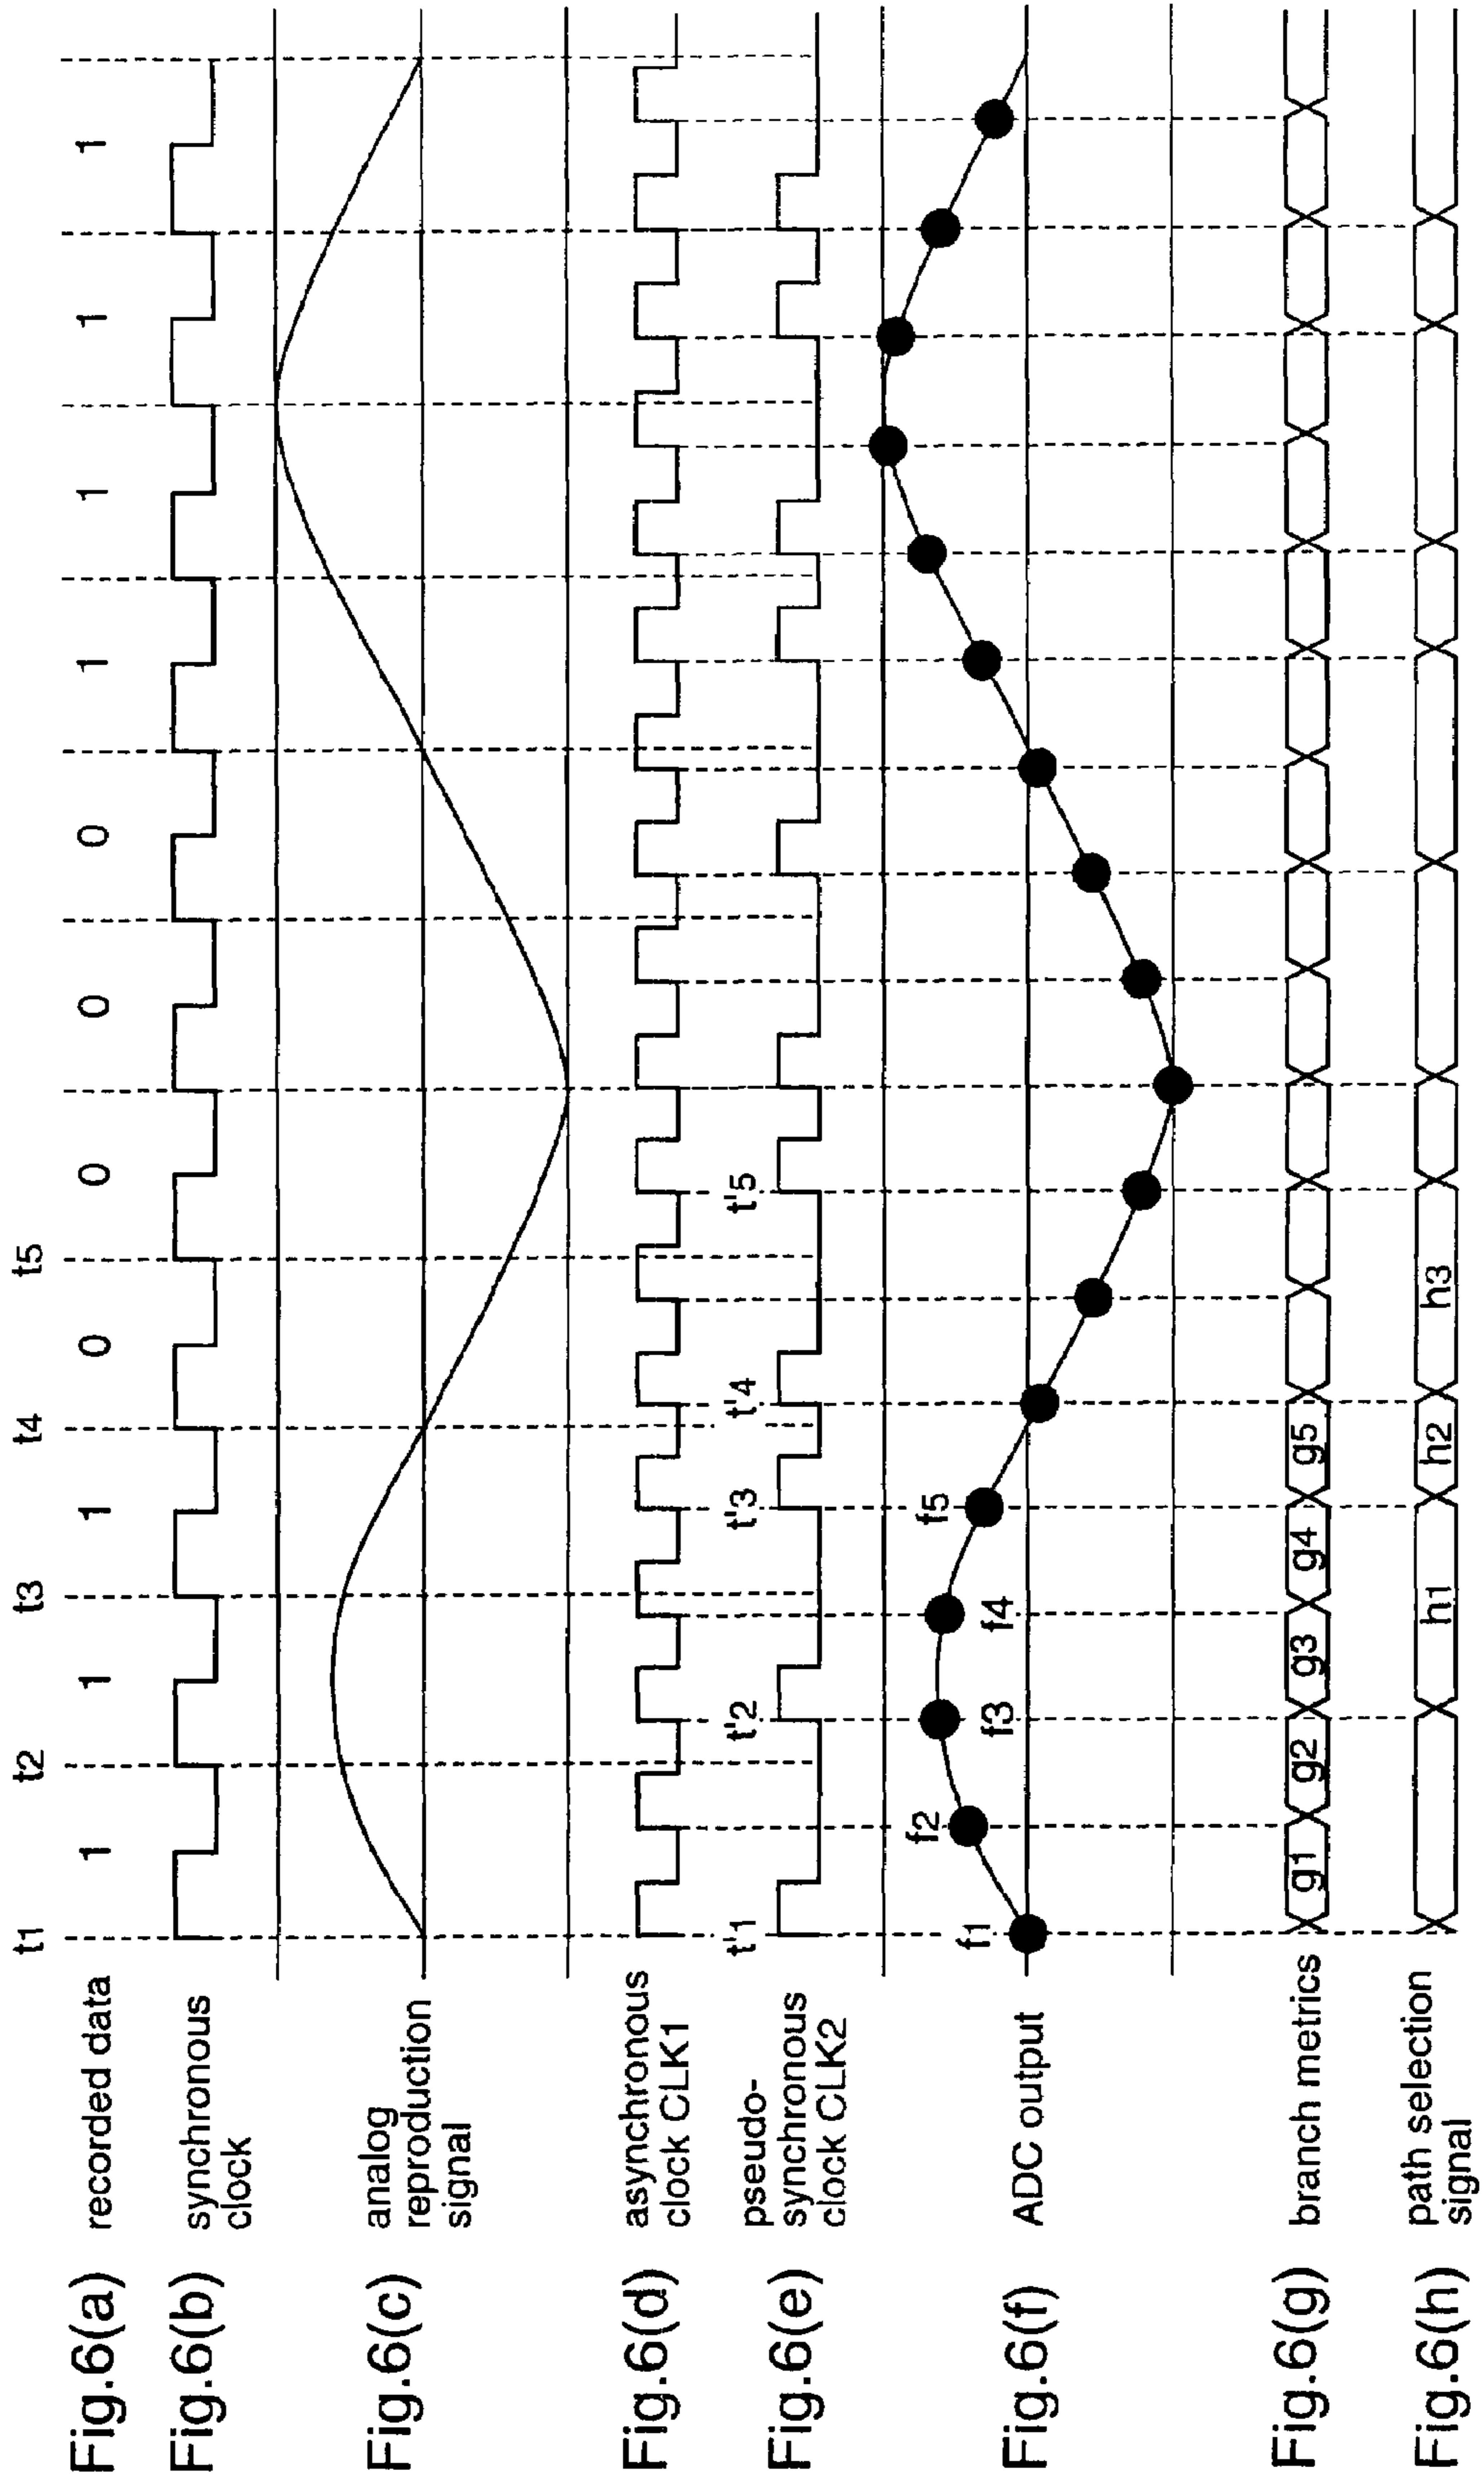 t1 t2 t3 t4 t5
Fig.6(a) recorded data 1 1 1 0 0 0 0 1 1 1 1
Fig.6(b) synchronous
clock
Fig.6(c) analog
reproduction
signal
Fig.6(d) asynchronous
clock CLK1
t'1 t'2 t'3 t'4 t'5
Fig.6(e) pseudo-
synchronous
clock CLK2
Fig.6(f) ADC output
f1 f2 f3 f4 f5
Fig.6(g) branch metrics g1 g2 g3 g4 g5
Fig.6(h) path selection
signal
h1 h2 h3